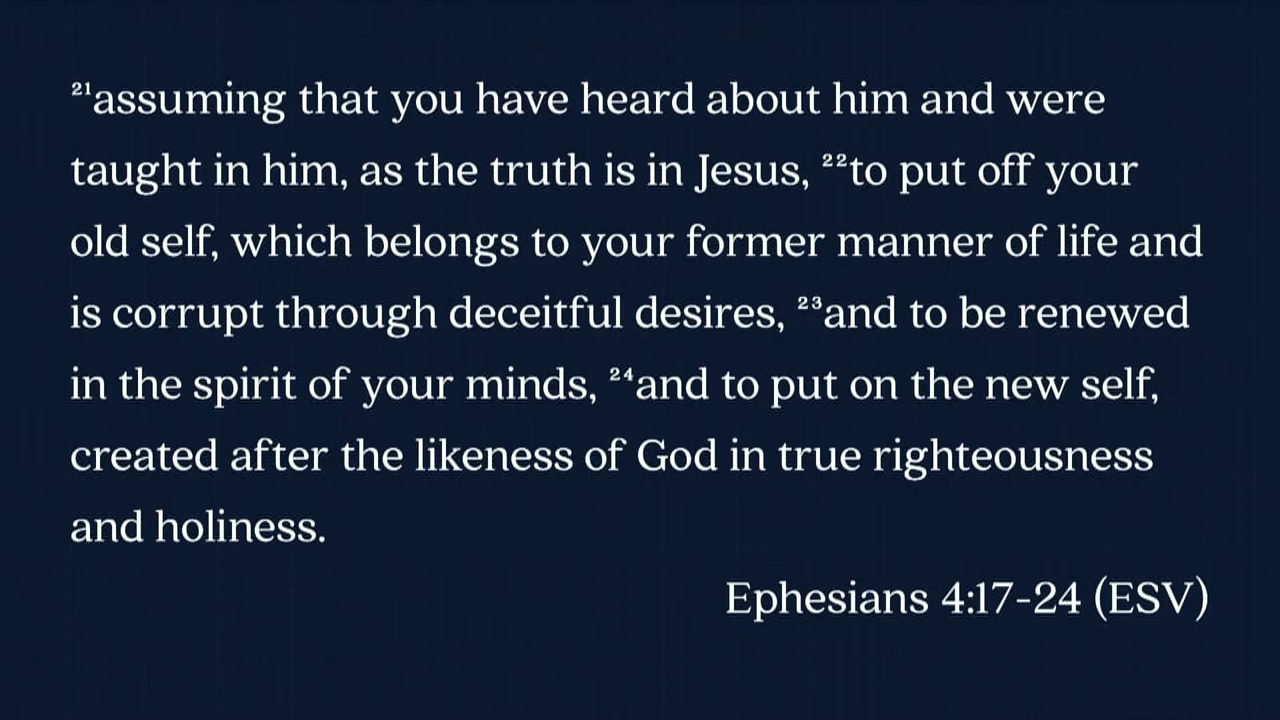 ²¹assuming that you have heard about him and were
taught in him, as the truth is in Jesus, ²²to put off your
old self, which belongs to your former manner of life and
is corrupt through deceitful desires, ²³and to be renewed
in the spirit of your minds, ²⁴and to put on the new self,
created after the likeness of God in true righteousness
and holiness.
Ephesians 4:17-24 (ESV)